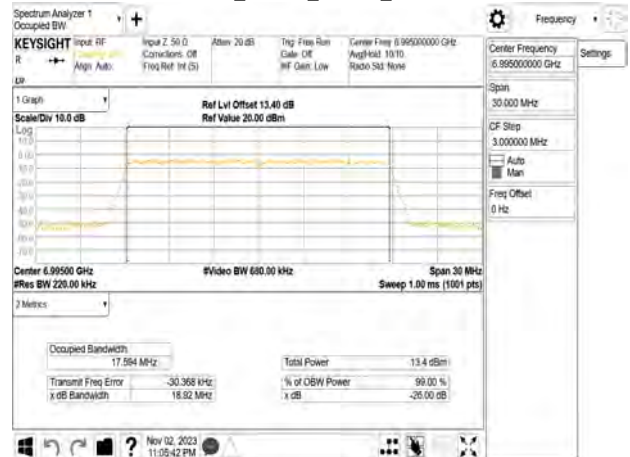 Spectrum Analyzer 1
Occupied BW
Frequency
KEYSIGHT Input: RF
R
Align: Auto
Input Z: 50 Ω
Corrections: Off
Freq Ref: Int (S)
Atten: 20 dB
Trig: Free Run
Gate: Off
#IF Gain: Low
Center Freq: 6.995000000 GHz
Avg|Hold: 10/10
Radio Std: None
Center Frequency
6.995000000 GHz
Settings
Span
30.000 MHz
CF Step
3.000000 MHz
Auto
Man
Freq Offset
0 Hz
1 Graph
Scale/Div 10.0 dB
Ref Lvl Offset 13.40 dB
Ref Value 20.00 dBm
Log
10.0
0.00
Center 6.99500 GHz
#Res BW 220.00 kHz
#Video BW 680.00 kHz
Span 30 MHz
Sweep 1.00 ms (1001 pts)
2 Metrics
Occupied Bandwidth
17.594 MHz
Total Power 13.4 dBm
Transmit Freq Error -30.368 kHz
% of OBW Power 99.00 %
x dB Bandwidth 18.92 MHz
x dB -26.00 dB
?
Nov 02, 2023
11:05:42 PM